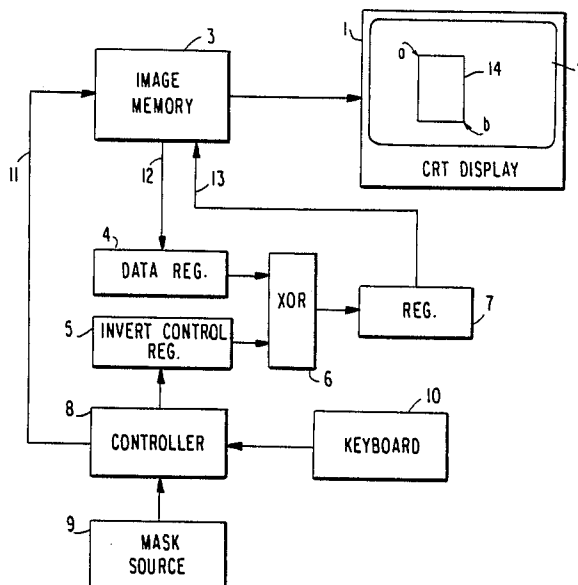 3
1
IMAGE
MEMORY
a
14
b
CRT DISPLAY
11
12
13
4
DATA REG.
XOR
5
INVERT CONTROL
REG.
REG.
7
6
8
CONTROLLER
10
KEYBOARD
9
MASK
SOURCE